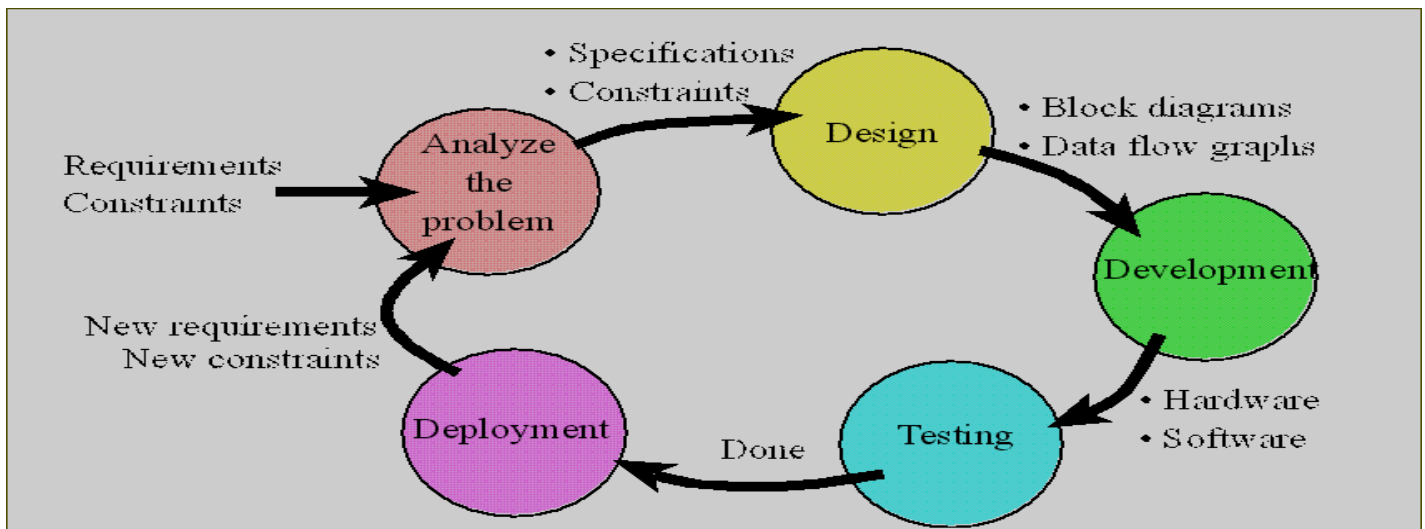 Requirements
Constraints
Analyze
the
problem
• Specifications
• Constraints
Design
• Block diagrams
• Data flow graphs
Development
• Hardware
• Software
Testing
Done
Deployment
New requirements
New constraints